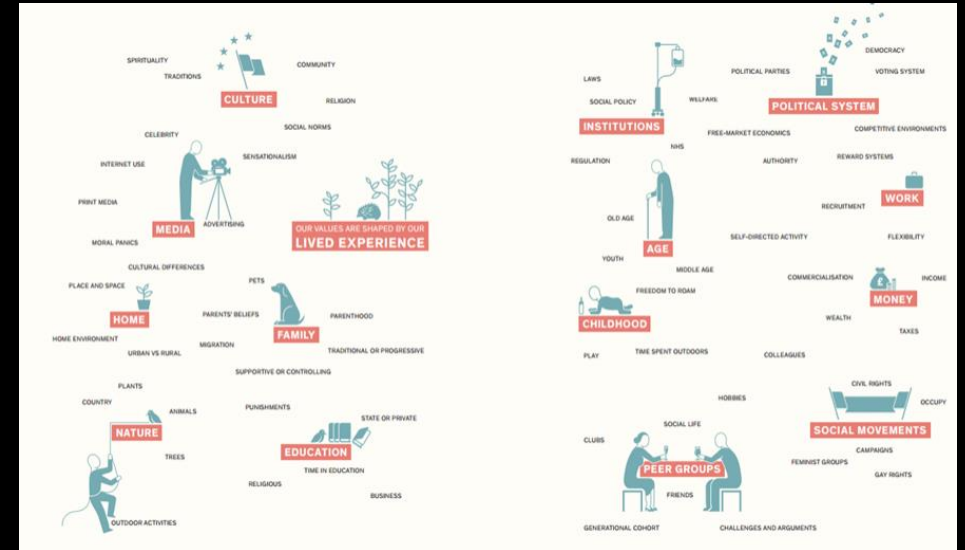 SPIRITUALITY
TRADITIONS
COMMUNITY
CULTURE
RELIGION
SOCIAL NORMS
CELEBRITY
INTERNET USE
SENSATIONALISM
PRINT MEDIA
MEDIA
ADVERTISING
MORAL PANICS
OUR VALUES ARE SHAPED BY OUR
LIVED EXPERIENCE
CULTURAL DIFFERENCES
PLACE AND SPACE
HOME
HOME ENVIRONMENT
URBAN VS RURAL
MIGRATION
PETS
PARENTS' BELIEFS
PARENTHOOD
FAMILY
TRADITIONAL OR PROGRESSIVE
SUPPORTIVE OR CONTROLLING
PLANTS
COUNTRY
ANIMALS
NATURE
TREES
OUTDOOR ACTIVITIES
PUNISHMENTS
STATE OR PRIVATE
EDUCATION
TIME IN EDUCATION
RELIGIOUS
BUSINESS
LAWS
SOCIAL POLICY
WELFARE
INSTITUTIONS
NHS
REGULATION
DEMOCRACY
POLITICAL PARTIES
VOTING SYSTEM
POLITICAL SYSTEM
FREE-MARKET ECONOMICS
COMPETITIVE ENVIRONMENTS
AUTHORITY
REWARD SYSTEMS
WORK
RECRUITMENT
SELF-DIRECTED ACTIVITY
FLEXIBILITY
OLD AGE
AGE
YOUTH
MIDDLE AGE
FREEDOM TO ROAM
CHILDHOOD
PLAY
TIME SPENT OUTDOORS
COMMERCIALISATION
£
INCOME
MONEY
WEALTH
TAXES
COLLEAGUES
HOBBIES
SOCIAL LIFE
CLUBS
PEER GROUPS
FRIENDS
GENERATIONAL COHORT
CHALLENGES AND ARGUMENTS
CIVIL RIGHTS
OCCUPY
SOCIAL MOVEMENTS
CAMPAIGNS
FEMINIST GROUPS
GAY RIGHTS